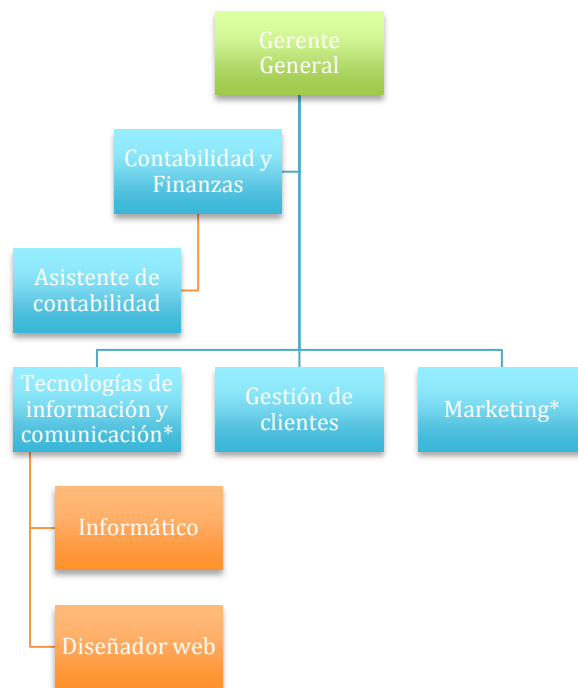 Gerente
General
Contabilidad y
Finanzas
Asistente de
contabilidad
Tecnologías de
información y
comunicación*
Gestión de
clientes
Marketing*
Informático
Diseñador web